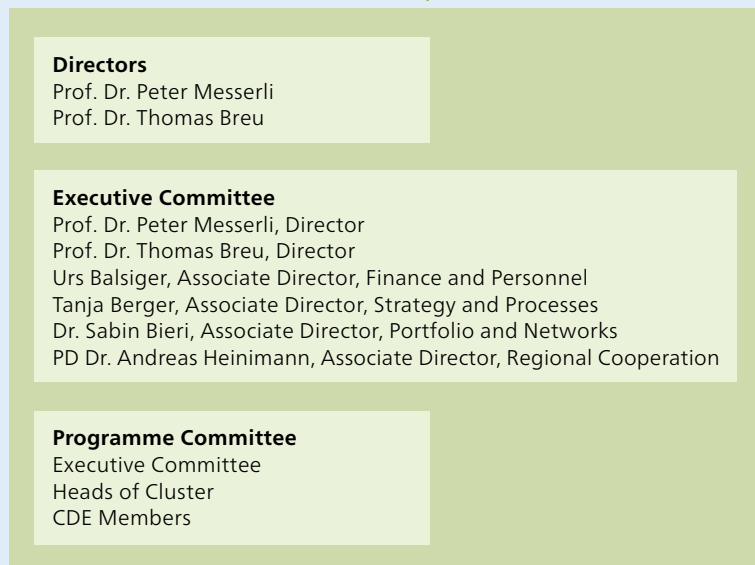 Directors
Prof. Dr. Peter Messerli
Prof. Dr. Thomas Breu
Executive Committee
Prof. Dr. Peter Messerli, Director
Prof. Dr. Thomas Breu, Director
Urs Balsiger, Associate Director, Finance and Personnel
Tanja Berger, Associate Director, Strategy and Processes
Dr. Sabin Bieri, Associate Director, Portfolio and Networks
PD Dr. Andreas Heinimann, Associate Director, Regional Cooperation
Programme Committee
Executive Committee
Heads of Cluster
CDE Members